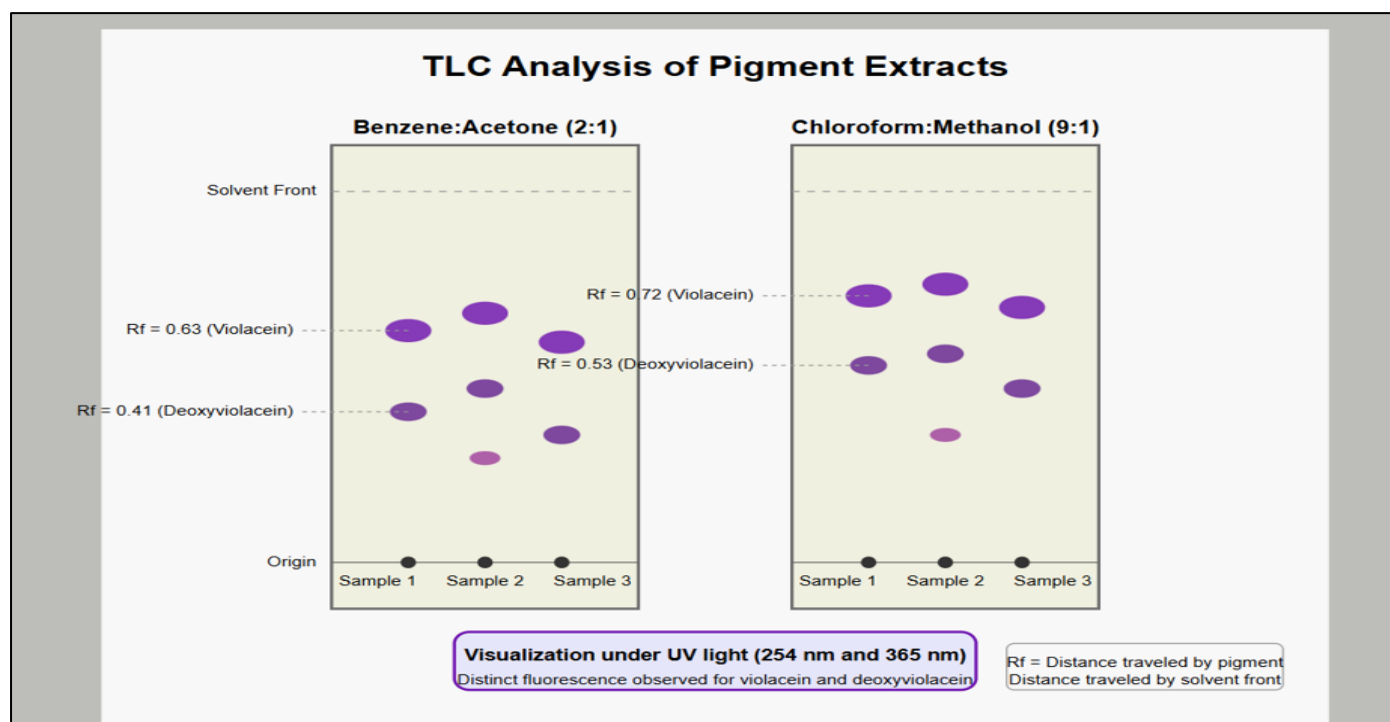 TLC Analysis of Pigment Extracts
Benzene:Acetone (2:1)
Chloroform:Methanol (9:1)
Solvent Front
Rf = 0.72 (Violacein)
Rf = 0.63 (Violacein)
Rf = 0.53 (Deoxyviolacein)
Rf = 0.41 (Deoxyviolacein)
Origin
Sample 1 Sample 2 Sample 3
Sample 1 Sample 2 Sample 3
Visualization under UV light (254 nm and 365 nm)
Distinct fluorescence observed for violacein and deoxyviolacein
Rf = Distance traveled by pigment
Distance traveled by solvent front